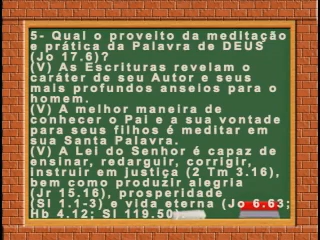 5- Qual o proveito da meditação
e prática da Palavra de DEUS
(Jo 17.6)?
(V) As Escrituras revelam o
caráter de seu Autor e seus
mais profundos anseios para o
homem.
(V) A melhor maneira de
conhecer o Pai e a sua vontade
para seus filhos é meditar em
sua Santa Palavra.
(V) A Lei do Senhor é capaz de
ensinar, redarguir, corrigir,
instruir em justiça (2 Tm 3.16),
bem como produzir alegria
(Jr 15.16), prosperidade
(Sl 1.1-3) e vida eterna (Jo 6.63;
Hb 4.12; Sl 119.50)